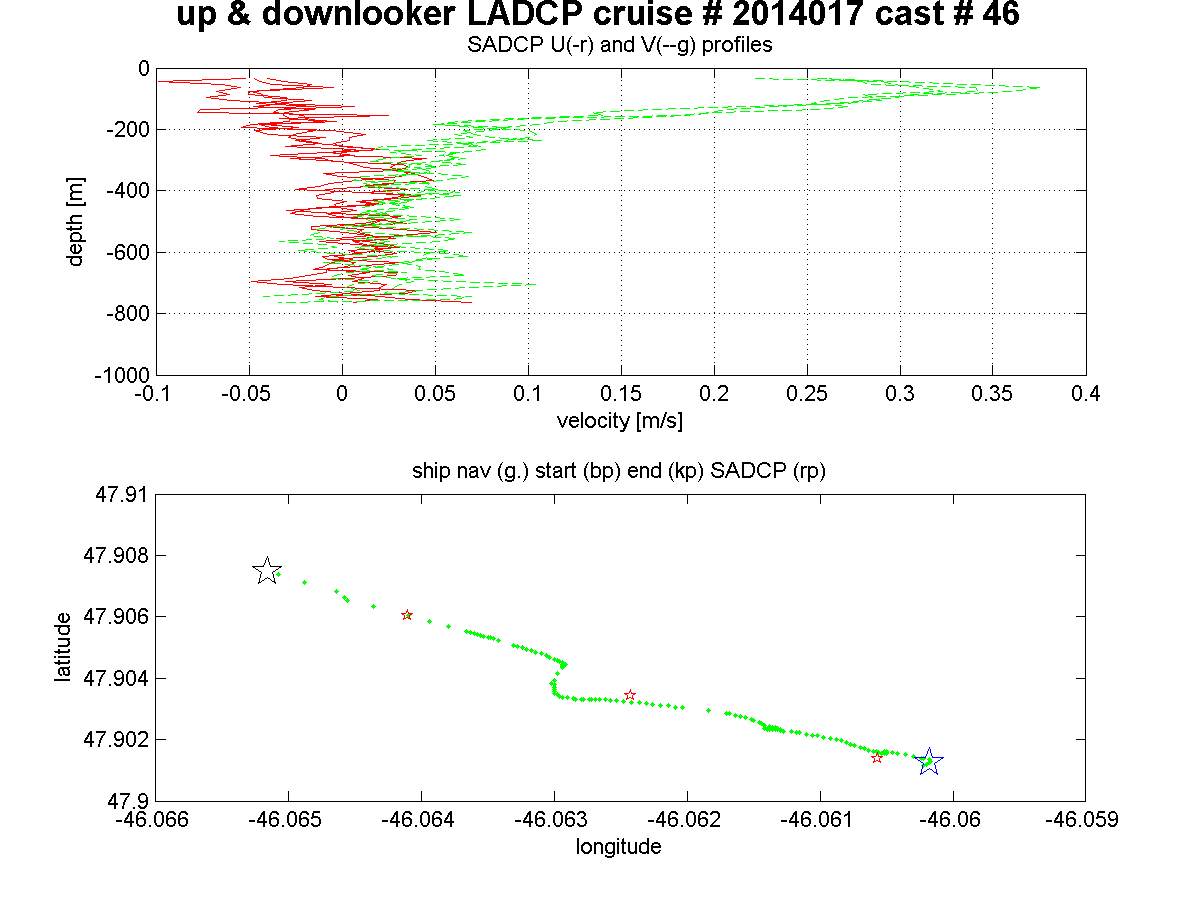 up & downlooker LADCP cruise # 2014017 cast # 46
SADCP U(-r) and V(--g) profiles
0
-200
-400
-600
-800
-1000
depth [m]
-0.1 -0.05 0 0.05 0.1 0.15 0.2 0.25 0.3 0.35 0.4
velocity [m/s]
ship nav (g.) start (bp) end (kp) SADCP (rp)
47.91
47.908
47.906
47.904
47.902
47.9
latitude
-46.066 -46.065 -46.064 -46.063 -46.062 -46.061 -46.06 -46.059
longitude